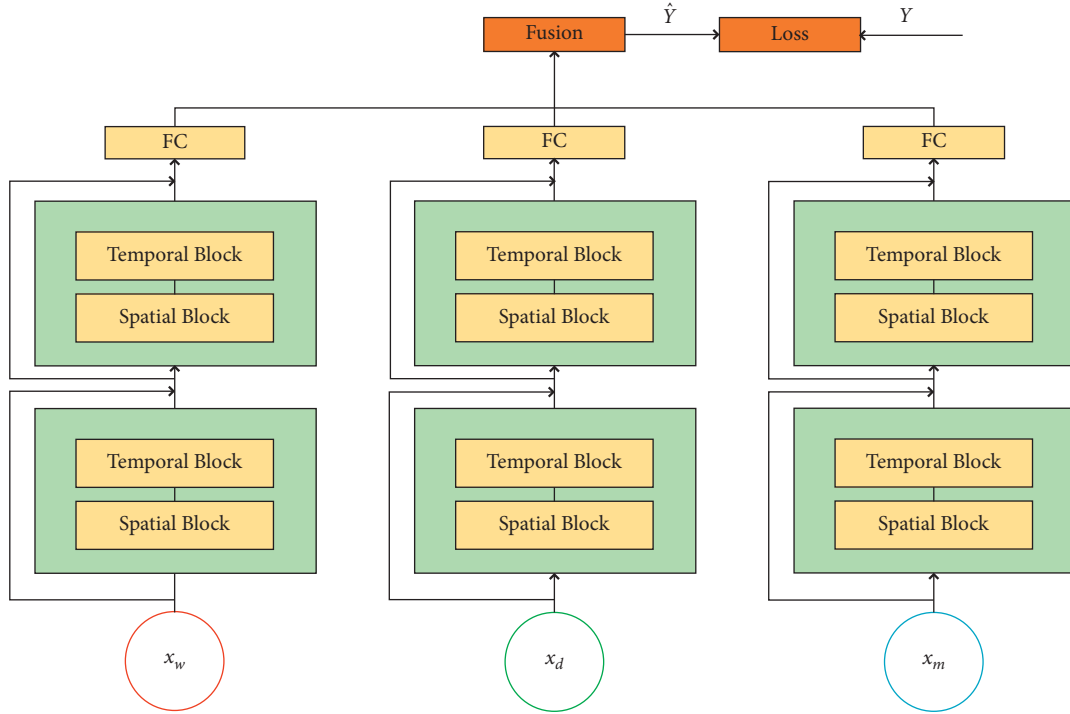 Ŷ Y
Fusion Loss
FC FC FC
Temporal Block Temporal Block Temporal Block
Spatial Block Spatial Block Spatial Block
Temporal Block Temporal Block Temporal Block
Spatial Block Spatial Block Spatial Block
x_w x_d x_m